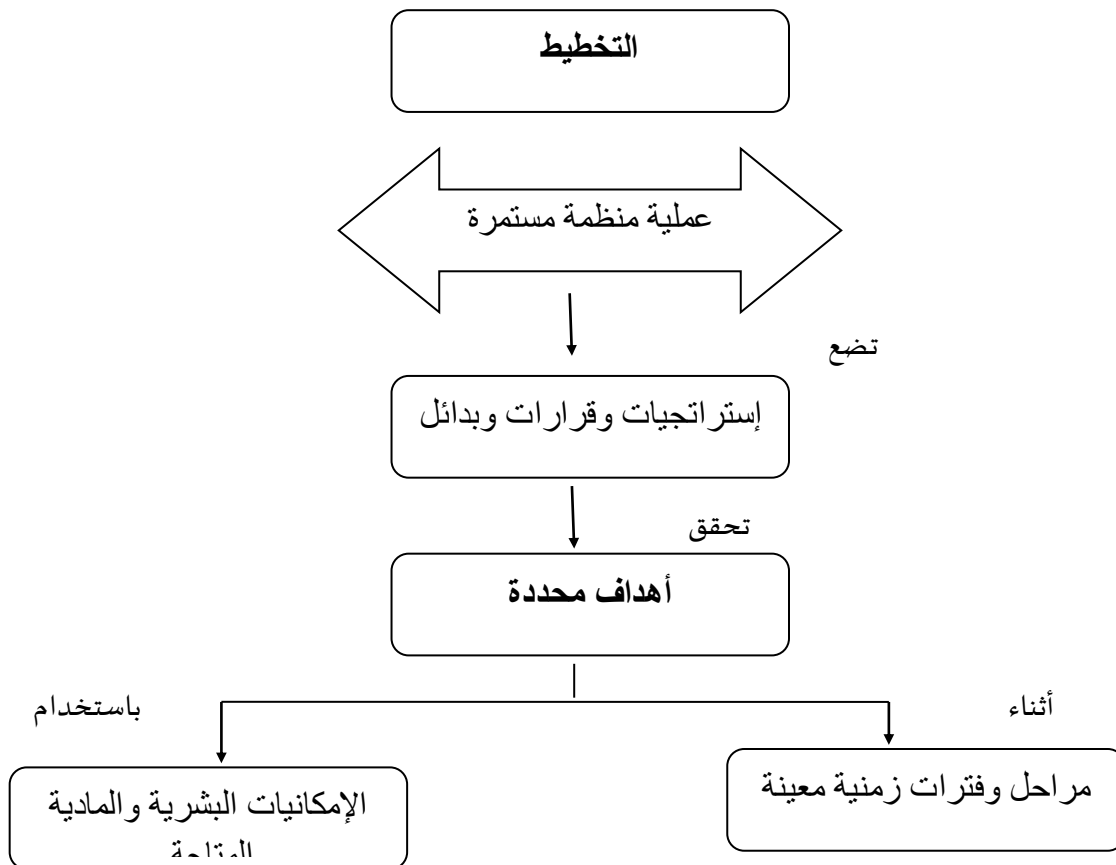 التخطيط
عملية منظمة مستمرة
تضع
إستراتجيات وقرارات وبدائل
تحقق
أهداف محددة
أثناء
باستخدام
مراحل وفترات زمنية معينة
الإمكانيات البشرية والمادية
المتاحة